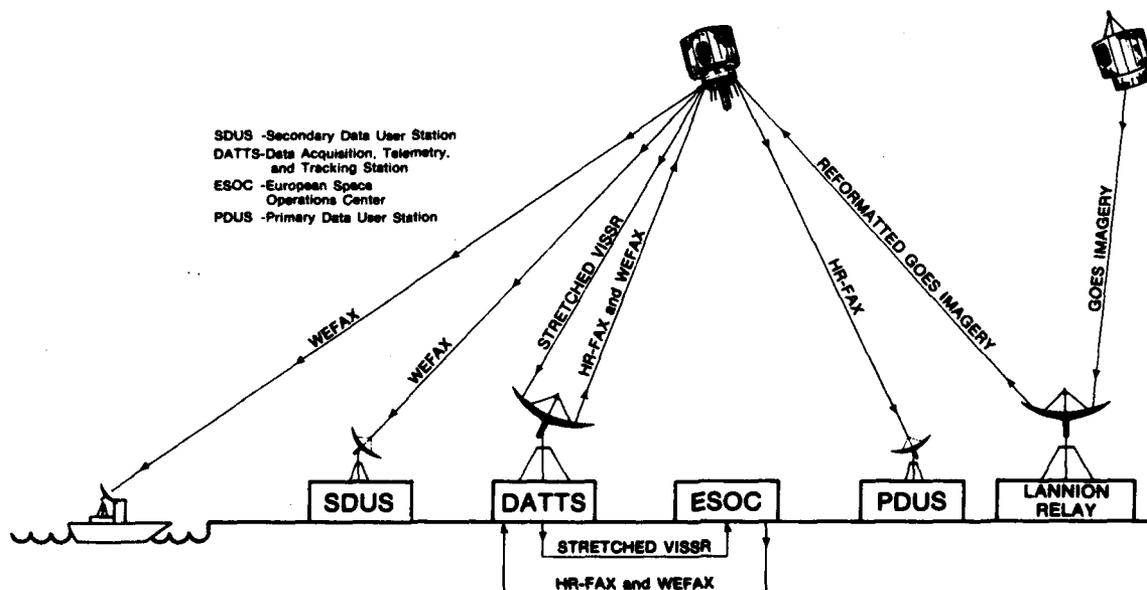 SDUS -Secondary Data User Station
DATTS-Data Acquisition, Telemetry,
and Tracking Station
ESOC -European Space
Operations Center
PDUS -Primary Data User Station
WEFAX
WEFAX
STRETCHED VISSR
HR-FAX and WEFAX
HR-FAX
REFORMATTED GOES IMAGERY
GOES IMAGERY
SDUS
DATTS
ESOC
PDUS
LANNION
RELAY
STRETCHED VISSR
HR-FAX and WEFAX